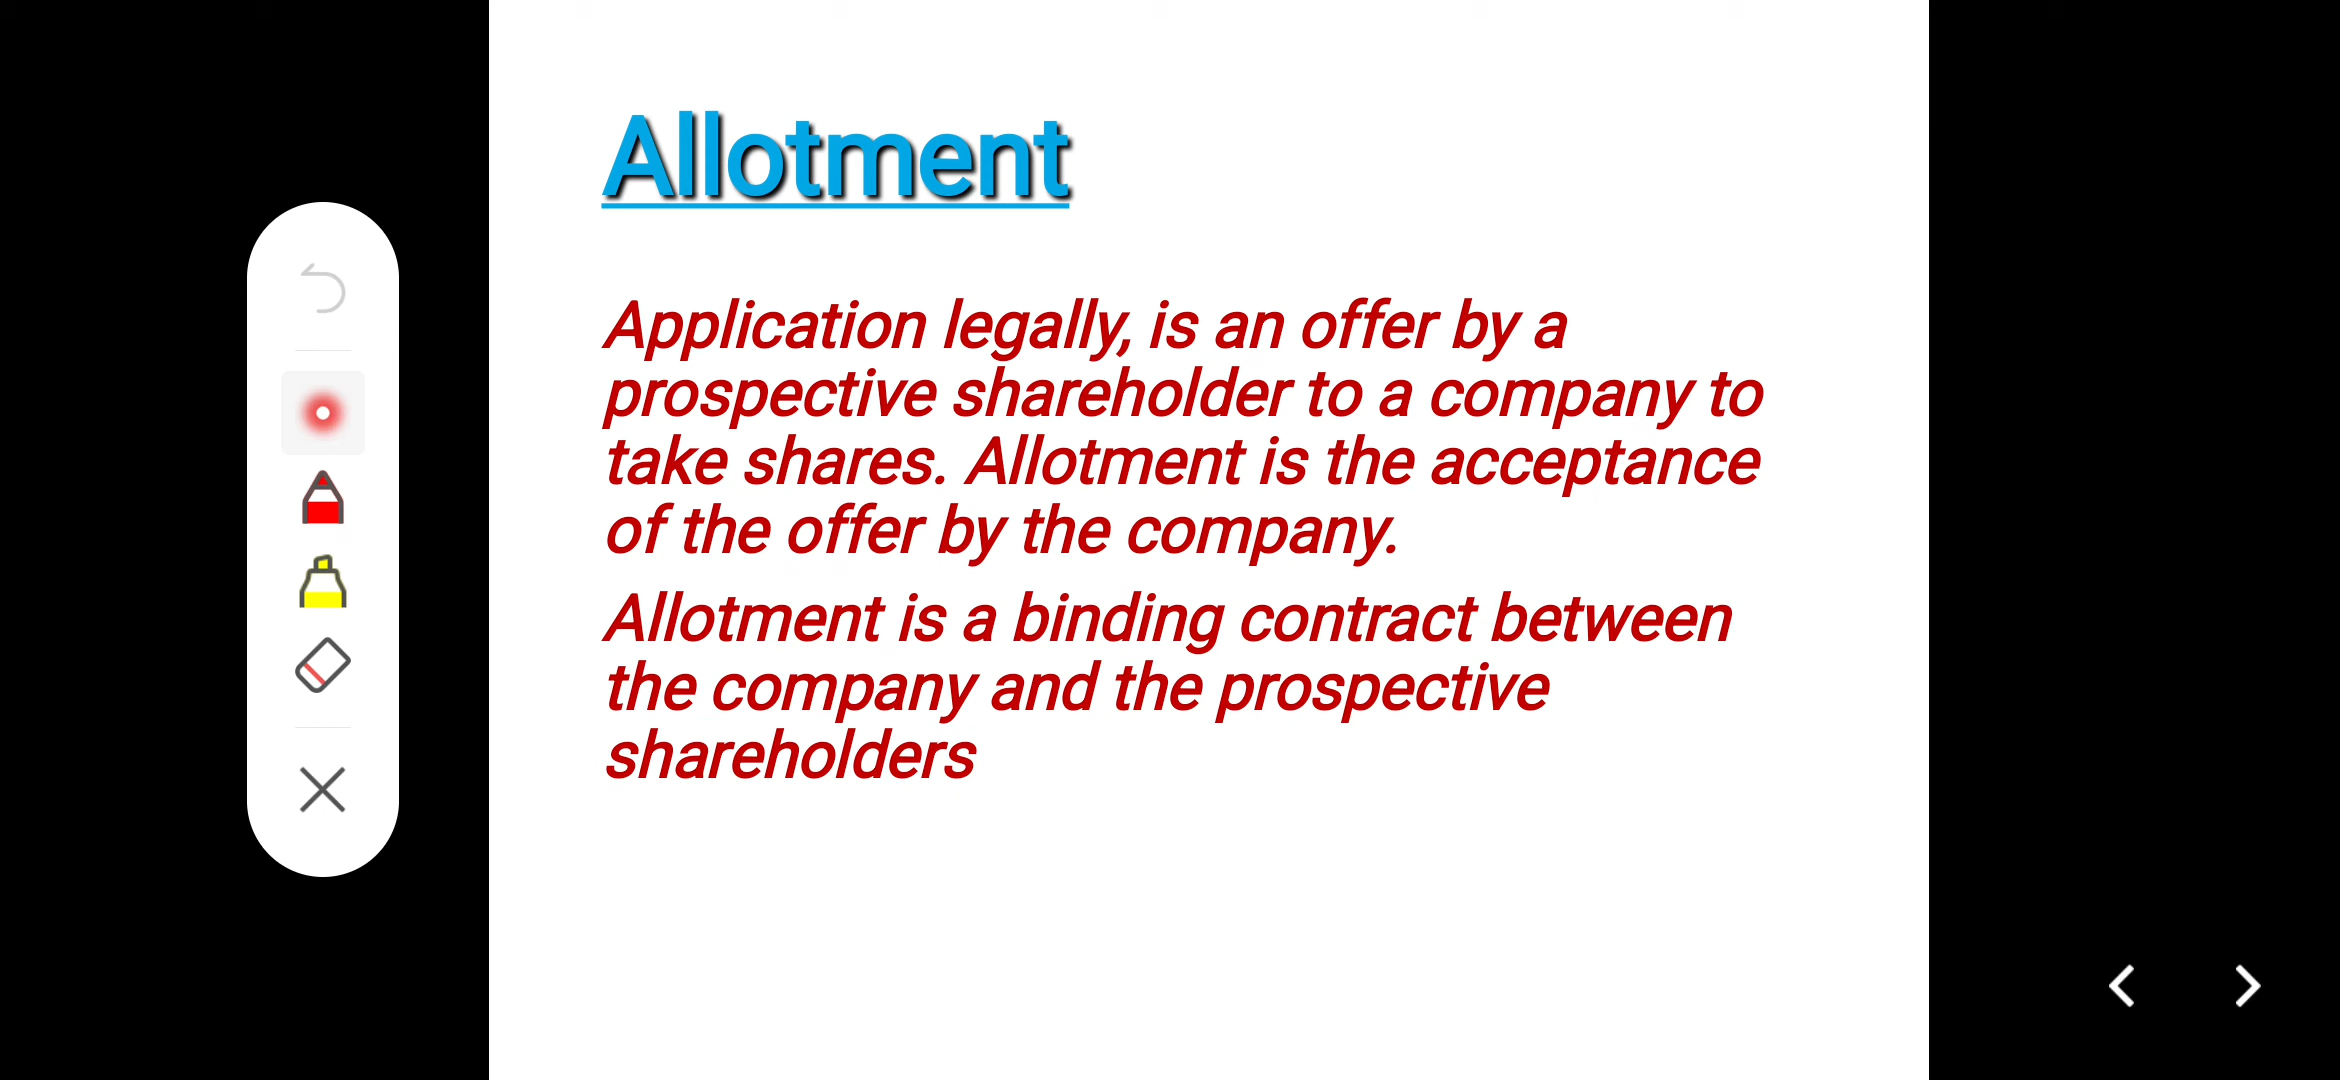 Allotment
Application legally, is an offer by a
prospective shareholder to a company to
take shares. Allotment is the acceptance
of the offer by the company.
Allotment is a binding contract between
the company and the prospective
shareholders